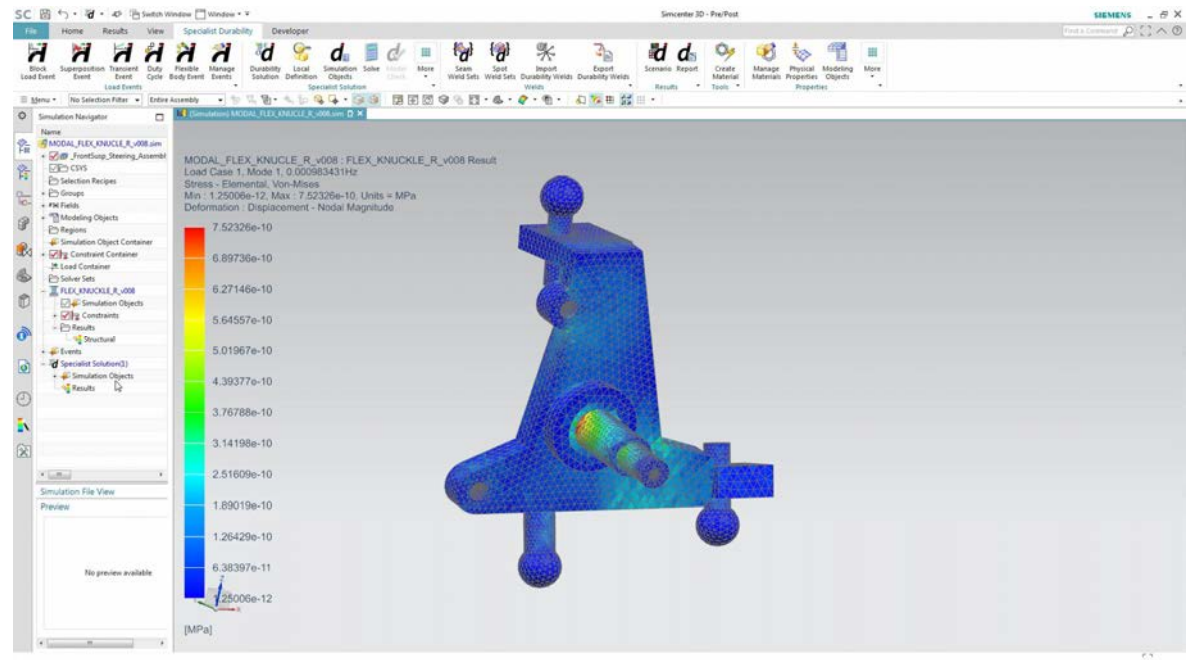 SC Switch Window Window Simcenter 3D - Pre/Post SIEMENS
File Home Results View Specialist Durability Developer Find a Command
Block Load Event
Superposition Event
Transient Event
Duty Cycle
Flexible Body Event
Manage Events
Durability Solution
Local Definition
Simulation Objects
Solve
More
Seam Weld Sets
Spot Weld Sets
Import Durability Welds
Export Durability Welds
Scenario
Report
Create Material
Manage Materials
Physical Properties
Modeling Objects
More
Load Events Specialist Solution Welds Results Tools Properties
Menu No Selection Filter Entire Assembly
Simulation Navigator
(Simulation) MODAL_FLEX_KNUCLE_R_v008.sim
Name
MODAL_FLEX_KNUCLE_R_v008.sim
_FrontSusp_Steering_Assembl
CSYS
Selection Recipes
Groups
Fields
Modeling Objects
Regions
Simulation Object Container
Constraint Container
Load Container
Solver Sets
FLEX_KNUCKLE_R_v008
Simulation Objects
Constraints
Results
Structural
Events
Specialist Solution(1)
Simulation Objects
Results
Simulation File View
Preview
No preview available
MODAL_FLEX_KNUCLE_R_v008 : FLEX_KNUCKLE_R_v008 Result
Load Case 1, Mode 1, 0.000983431Hz
Stress - Elemental, Von-Mises
Min : 1.25006e-12, Max : 7.52326e-10, Units = MPa
Deformation : Displacement - Nodal Magnitude
7.52326e-10
6.89736e-10
6.27146e-10
5.64557e-10
5.01967e-10
4.39377e-10
3.76788e-10
3.14198e-10
2.51609e-10
1.89019e-10
1.26429e-10
6.38397e-11
1.25006e-12
[MPa]